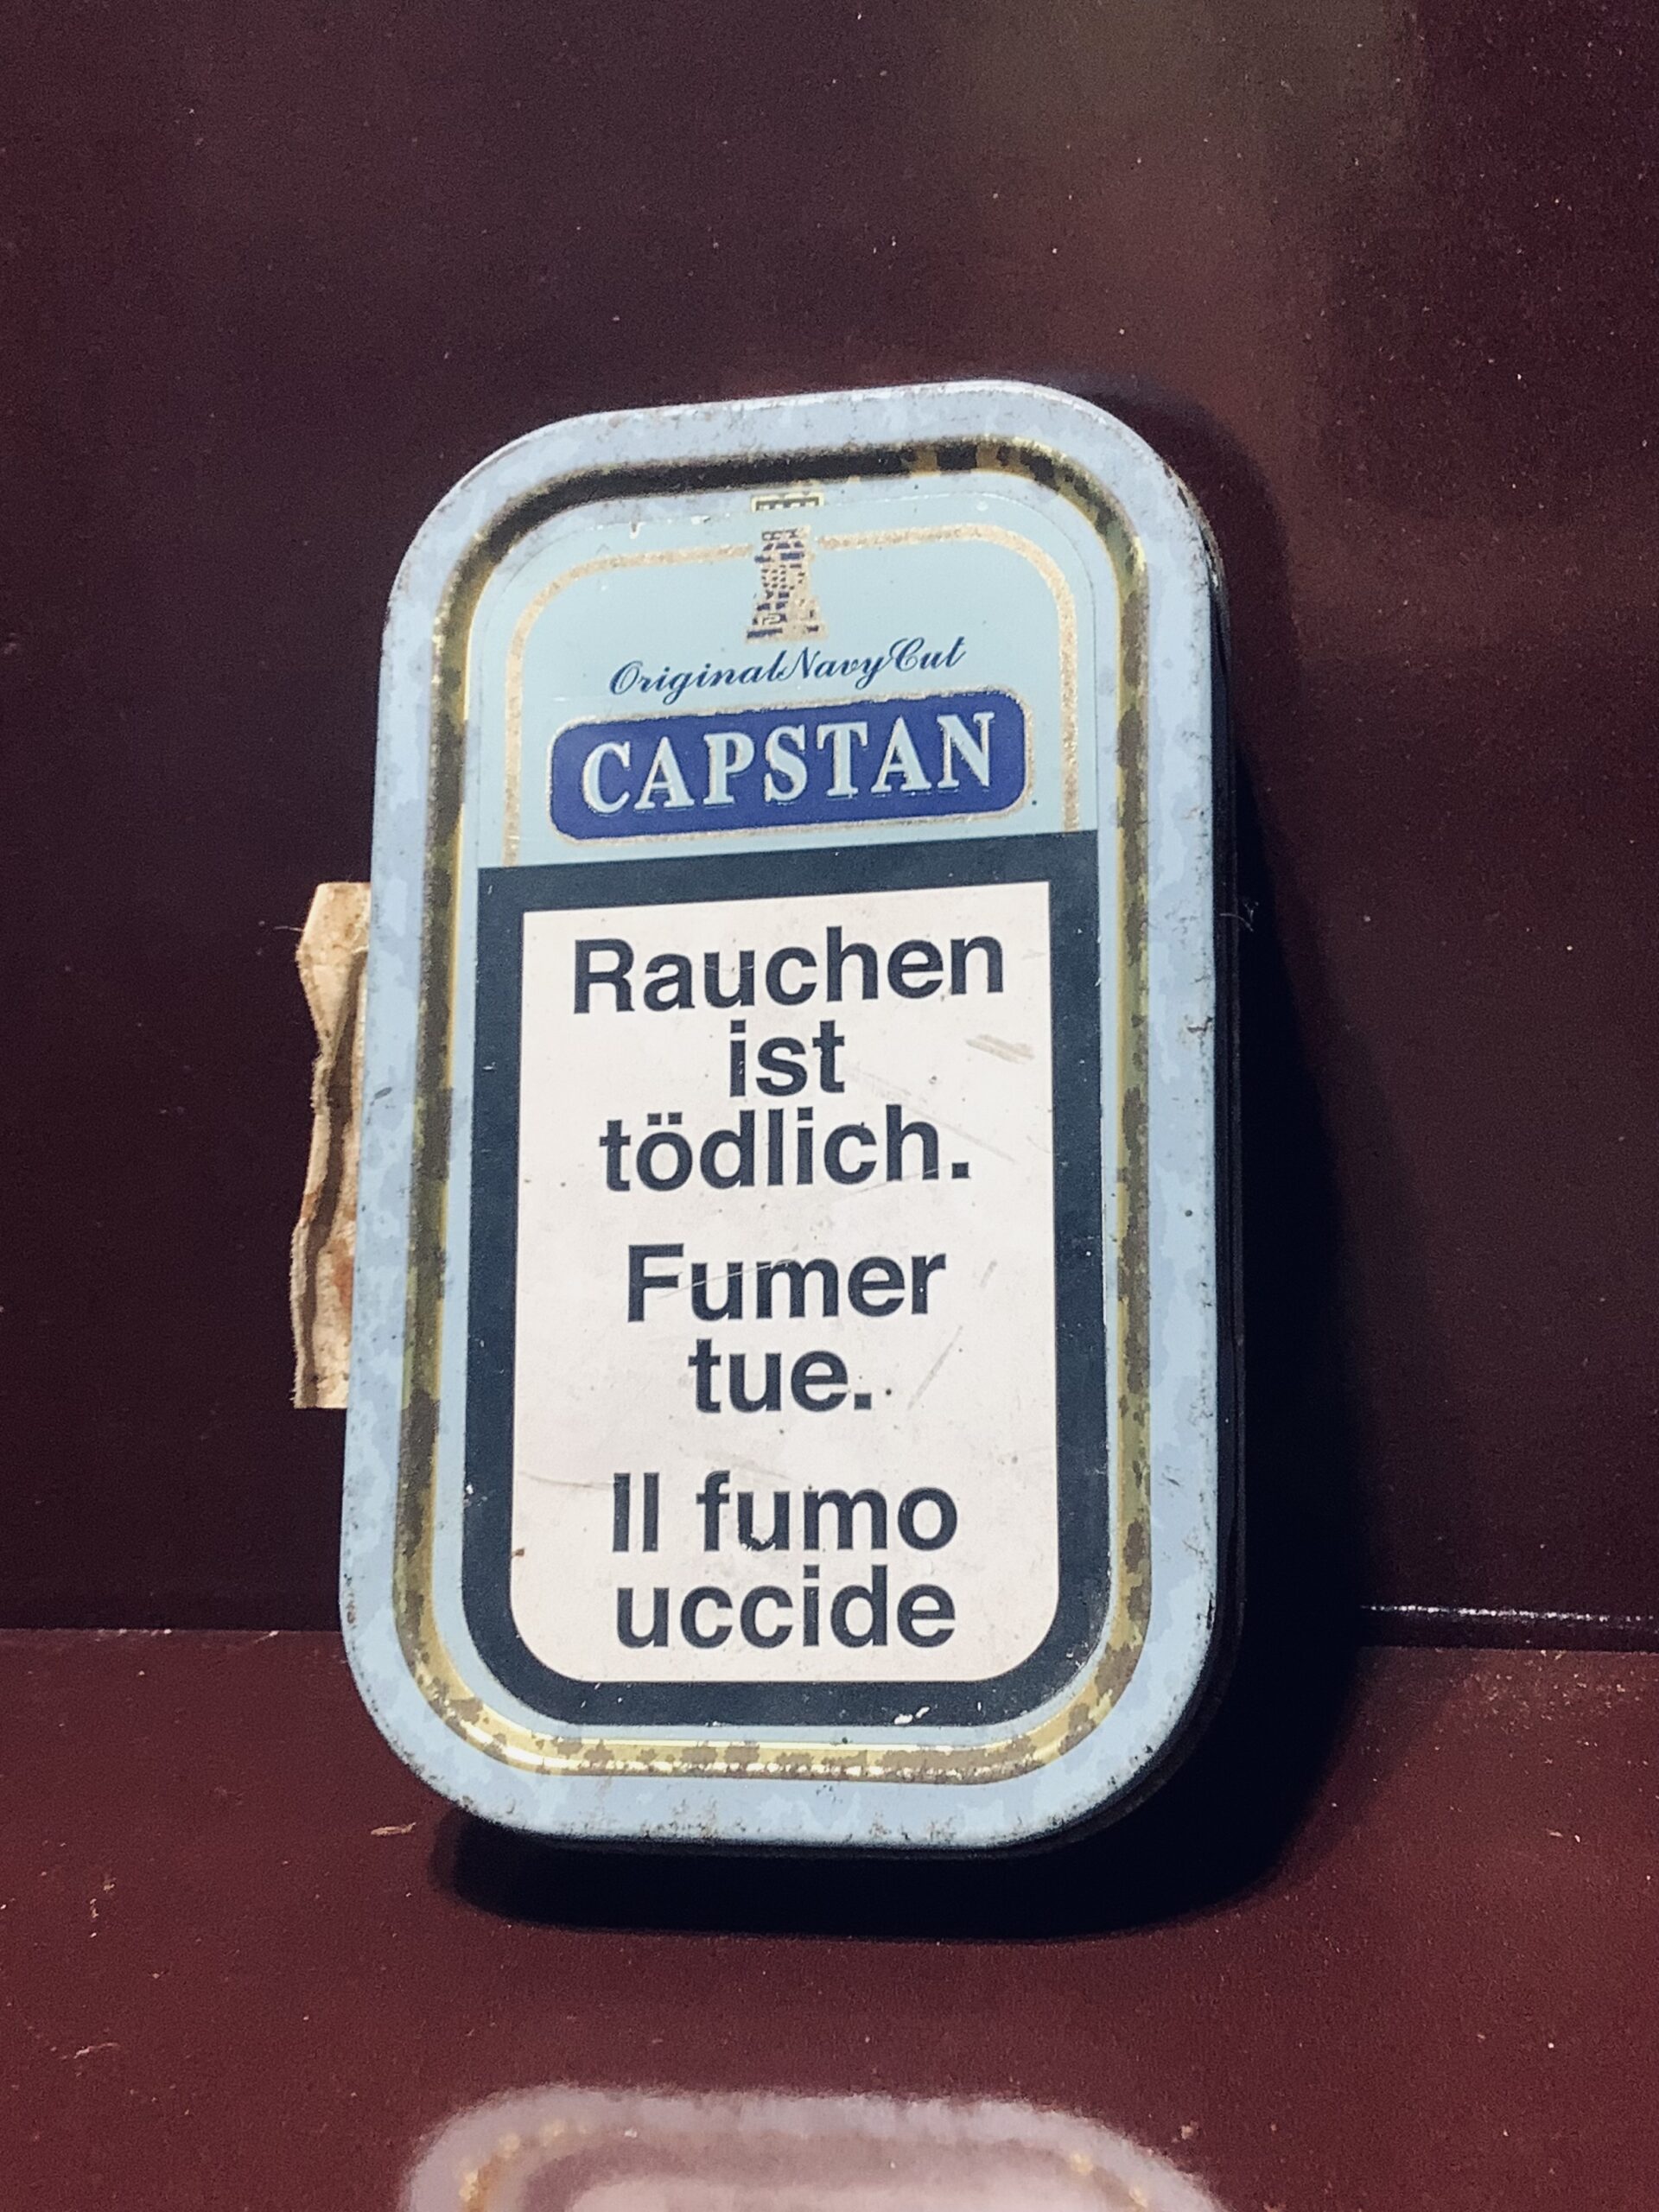 Original Navy Cut
CAPSTAN
Rauchen
ist
tödlich.
Fumer
tue.
Il fumo
uccide